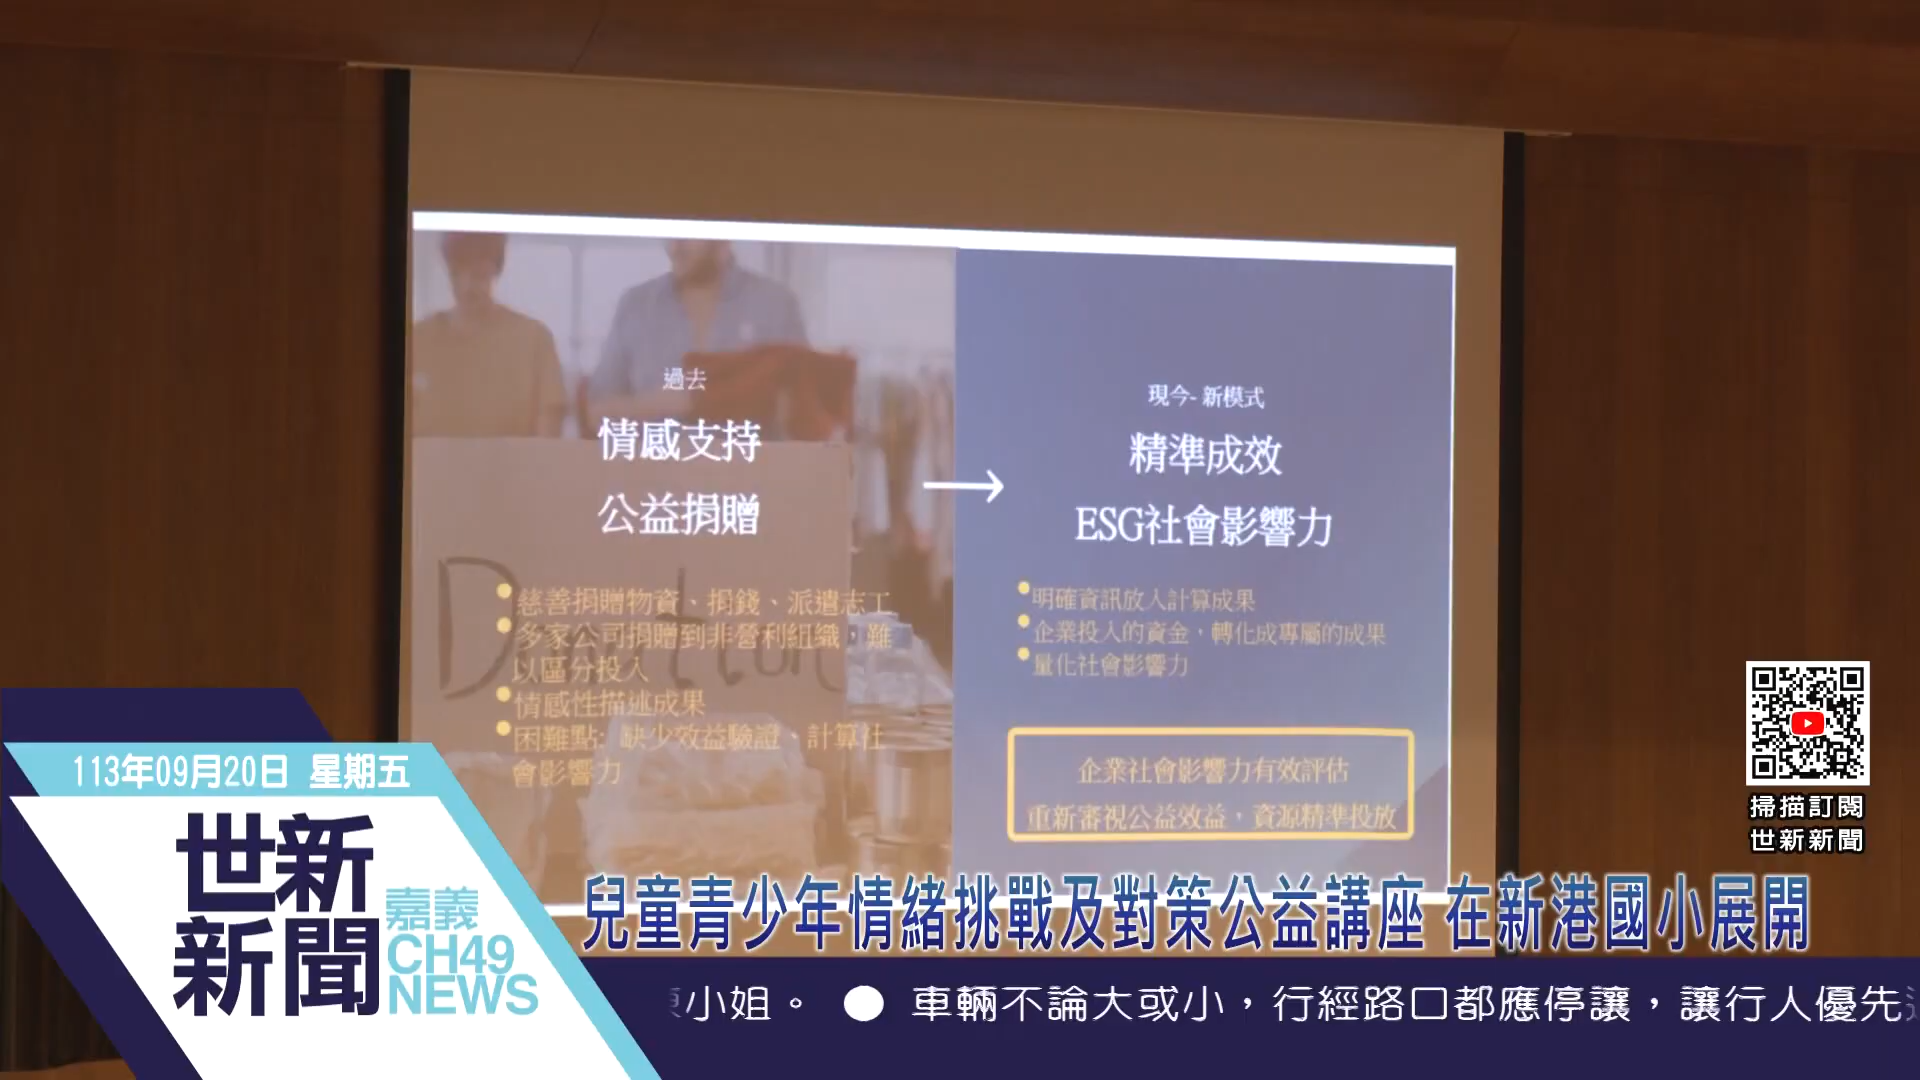 過去
情感支持
公益捐贈
慈善捐贈物資、捐錢、派遣志工
多家公司捐贈到非營利組織，難
以區分投入
情感性描述成果
困難點: 缺少效益驗證、計算社
會影響力
現今- 新模式
精準成效
ESG社會影響力
明確資訊放入計算成果
企業投入的資金，轉化成專屬的成果
量化社會影響力
企業社會影響力有效評估
重新審視公益效益，資源精準投放
掃描訂閱
世新新聞
113年09月20日 星期五
世新
新聞
嘉義
CH49
NEWS
兒童青少年情緒挑戰及對策公益講座 在新港國小展開
小姐。 ● 車輛不論大或小，行經路口都應停讓，讓行人優先